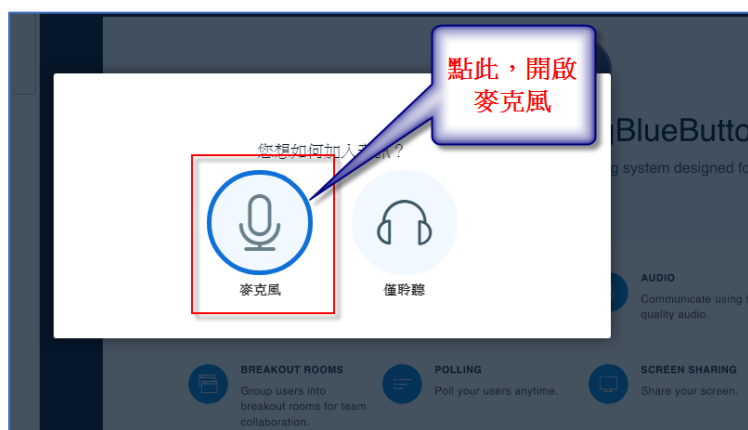 點此，開啟
麥克風
您想如何加入音訊？
麥克風
僅聆聽
BlueButto
system designed fo
AUDIO
Communicate using
quality audio.
BREAKOUT ROOMS
Group users into
breakout rooms for team
collaboration.
POLLING
Poll your users anytime.
SCREEN SHARING
Share your screen.